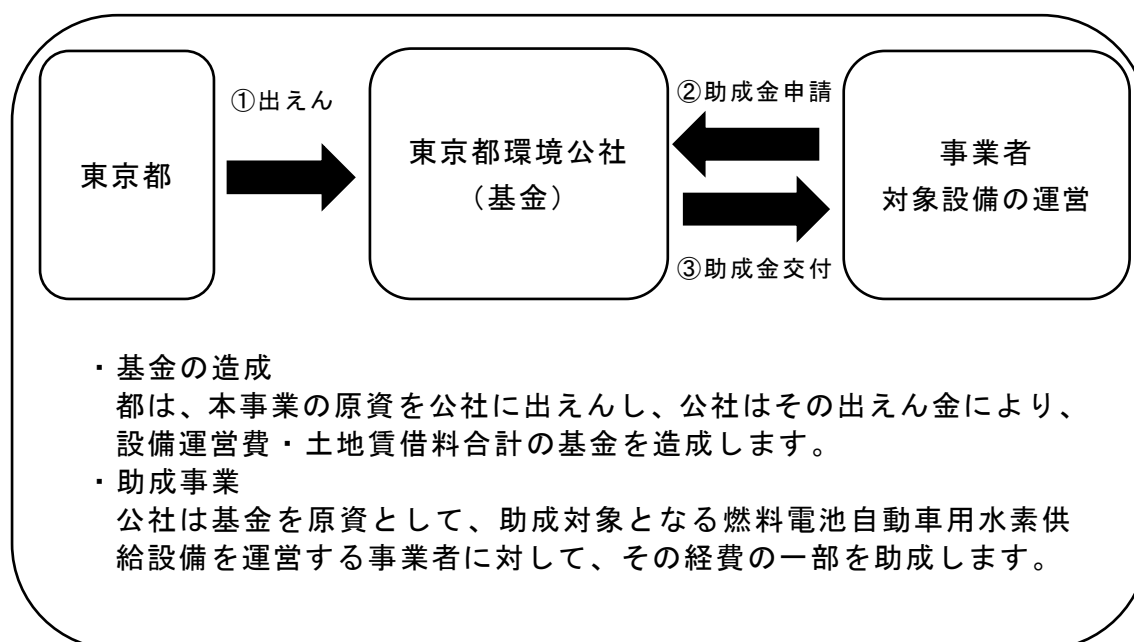 東京都
①出えん
東京都環境公社
（基金）
②助成金申請
③助成金交付
事業者
対象設備の運営
・基金の造成
都は、本事業の原資を公社に出えんし、公社はその出えん金により、
設備運営費・土地賃借料合計の基金を造成します。
・助成事業
公社は基金を原資として、助成対象となる燃料電池自動車用水素供
給設備を運営する事業者に対して、その経費の一部を助成します。